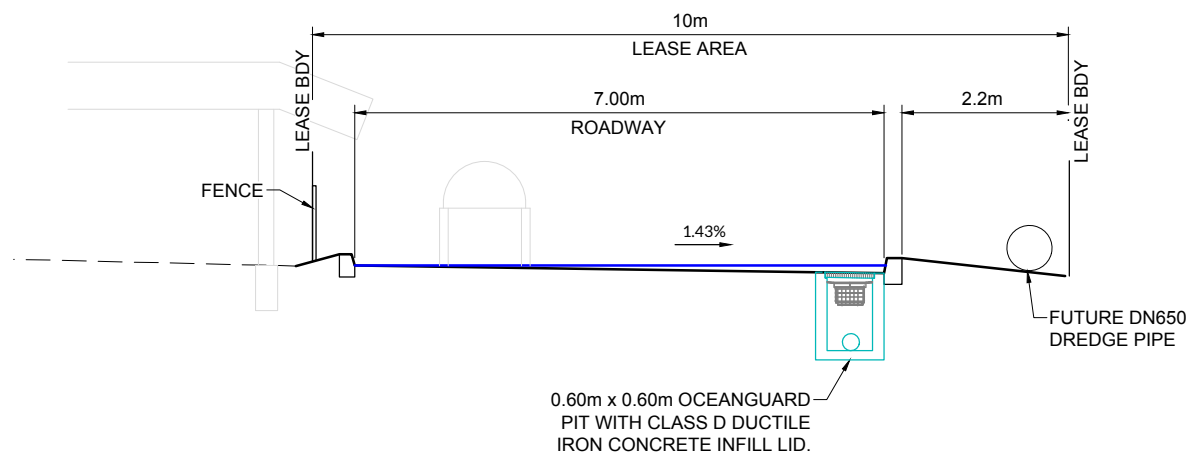 10m
LEASE AREA
LEASE BDY
7.00m
ROADWAY
2.2m
LEASE BDY
FENCE
1.43%
FUTURE DN650
DREDGE PIPE
0.60m x 0.60m OCEANGUARD
PIT WITH CLASS D DUCTILE
IRON CONCRETE INFILL LID.